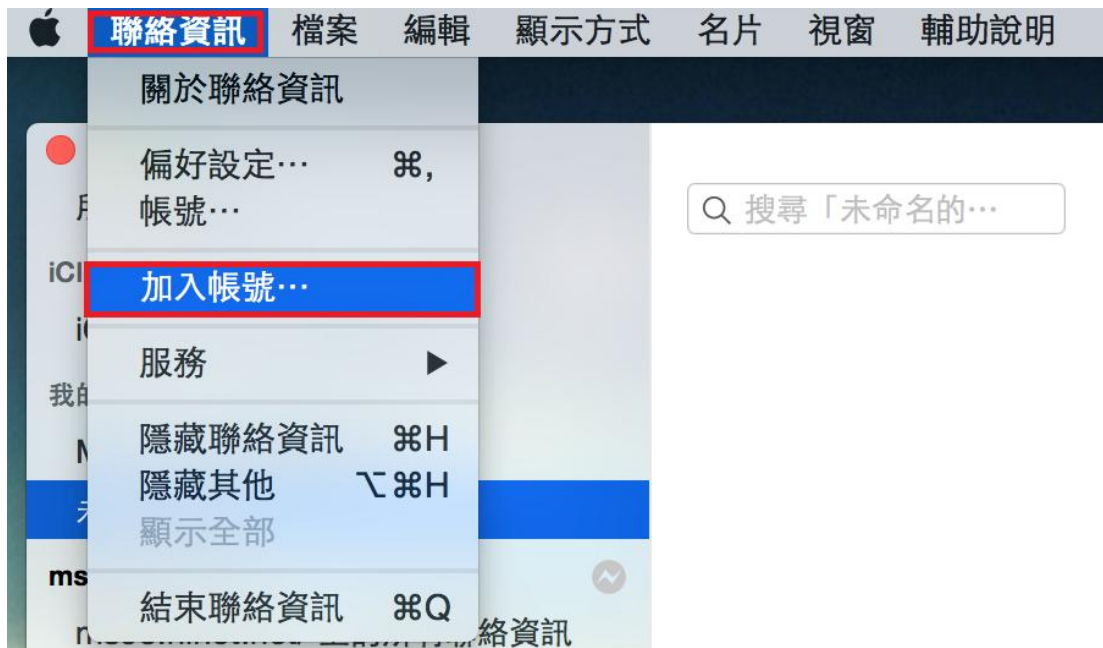 聯絡資訊 檔案 編輯 顯示方式 名片 視窗 輔助說明
關於聯絡資訊
偏好設定… ⌘,
帳號…
搜尋「未命名的…
加入帳號…
服務 ▶
我的
隱藏聯絡資訊 ⌘H
隱藏其他 ⌥⌘H
顯示全部
結束聯絡資訊 ⌘Q
絡資訊